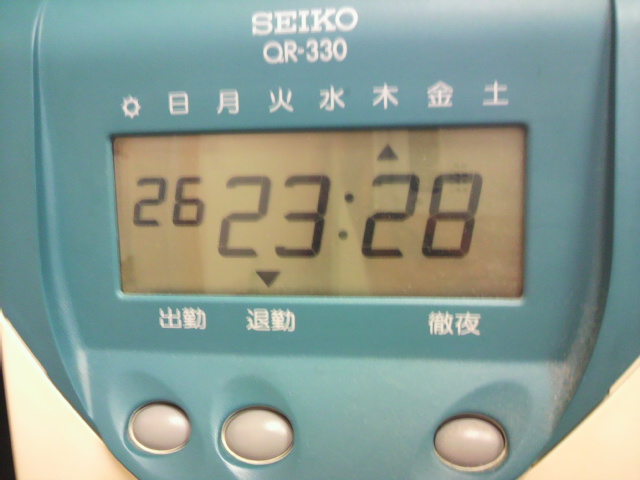 SEIKO
QR-330
日 月 火 水 木 金 土
26 23:28
出勤 退勤 徹夜